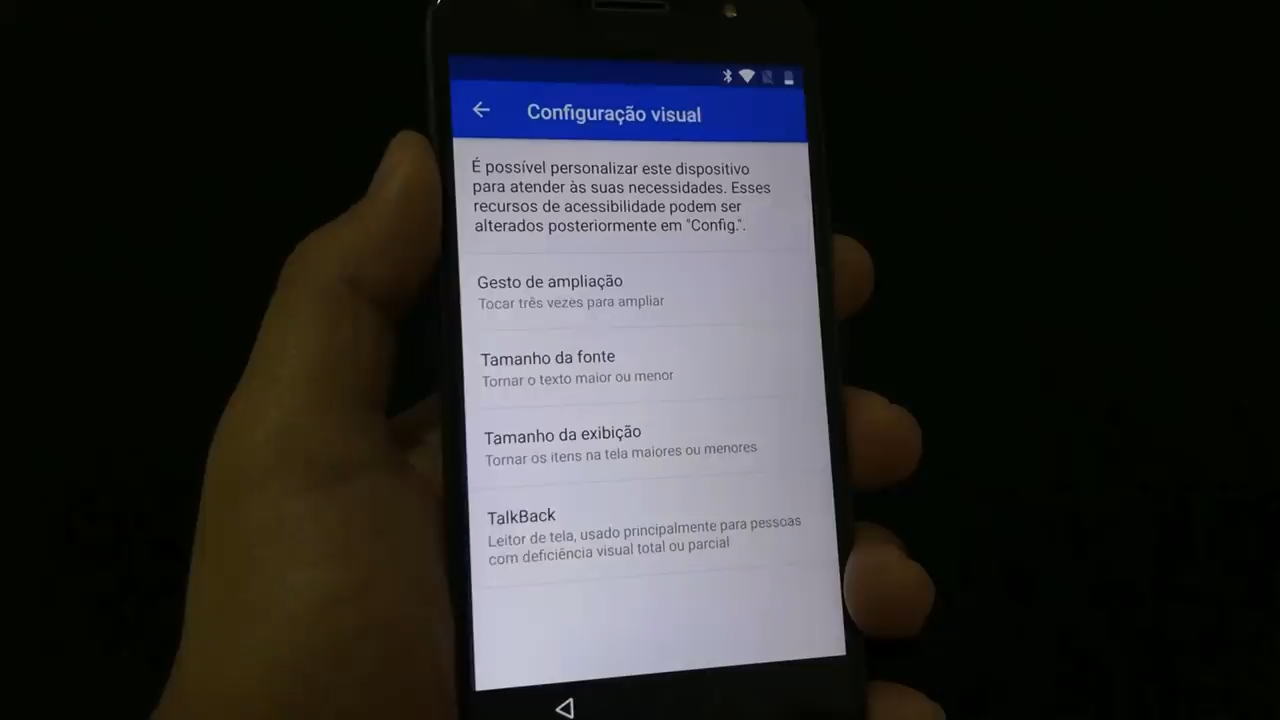 Configuração visual
É possível personalizar este dispositivo
para atender às suas necessidades. Esses
recursos de acessibilidade podem ser
alterados posteriormente em "Config.".
Gesto de ampliação
Tocar três vezes para ampliar
Tamanho da fonte
Tornar o texto maior ou menor
Tamanho da exibição
Tornar os itens na tela maiores ou menores
TalkBack
Leitor de tela, usado principalmente para pessoas
com deficiência visual total ou parcial